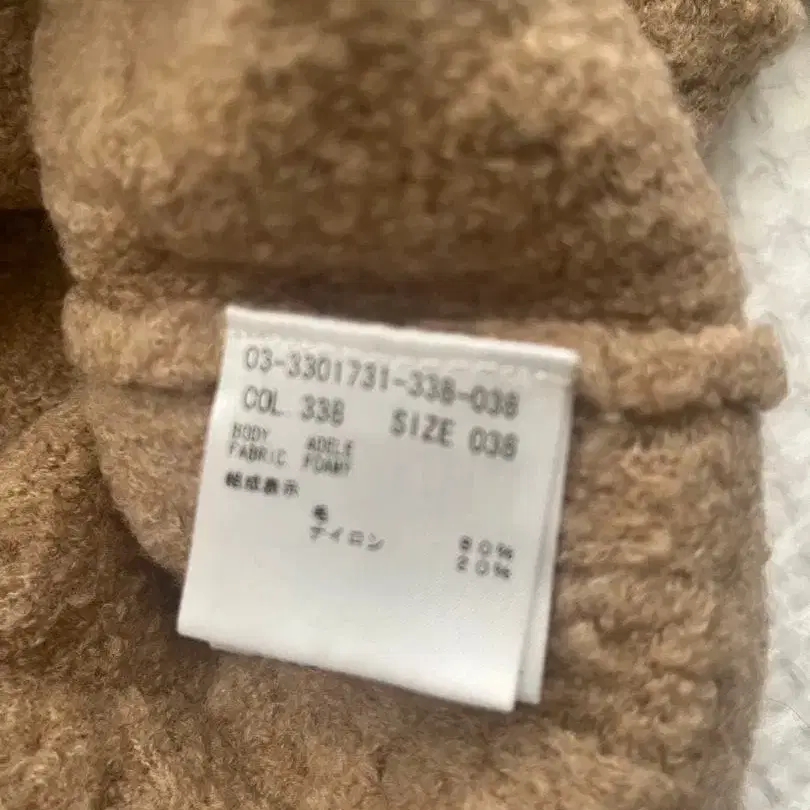 03-3301731-338-038
COL. 338 SIZE 038
BODY ADELE
FABRIC FOAMY
組成表示
毛 80%
ナイロン 20%